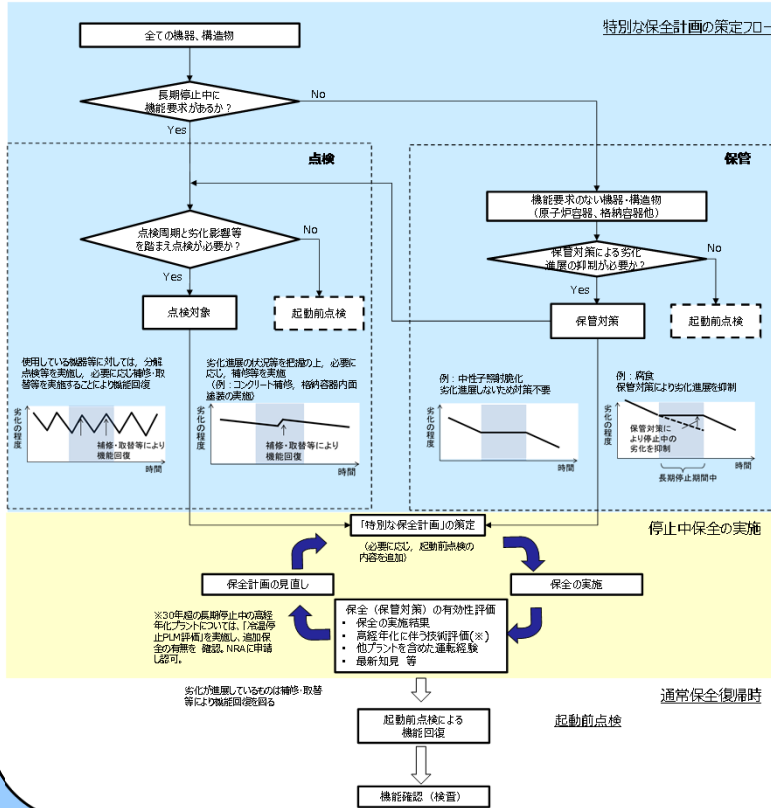 特別な保全計画の策定フロー
全ての機器、構造物
長期停止中に
機能要求があるか？
No
Yes
点検
保管
機能要求のない機器・構造物
（原子炉容器、格納容器他）
点検周期と劣化影響等
を踏まえ点検が必要か？
No
Yes
保管対策による劣化
進展の抑制が必要か？
No
Yes
点検対象
起動前点検
保管対策
起動前点検
使用している機器等に対しては，分解
点検等を実施し，必要に応じ補修・取
替等を実施することにより機能回復
劣化進展の状況等を把握の上，必要に
応じ，補修等を実施
（例：コンクリート補修，格納容器内面
塗装の実施）
例：中性子照射脆化
劣化進展しないため対策不要
例：腐食
保管対策により劣化進展を抑制
劣化の程度
補修・取替等により
機能回復
時間
劣化の程度
補修・取替等により
機能回復
時間
劣化の程度
時間
劣化の程度
保管対策に
より停止中の
劣化を抑制
時間
長期停止期間中
「特別な保全計画」の策定
（必要に応じ，起動前点検の
内容を追加）
停止中保全の実施
保全計画の見直し
保全の実施
保全（保管対策）の有効性評価
• 保全の実施結果
• 高経年化に伴う技術評価(※)
• 他プラントを含めた運転経験
• 最新知見 等
※30年超の長期停止中の高経
年化プラントについては、「冷温停
止PLM評価」を実施し、追加保
全の有無を 確認。NRAに申請
し認可。
劣化が進展しているものは補修・取替
等により機能回復を図る
通常保全復帰時
起動前点検による
機能回復
起動前点検
機能確認（検査）